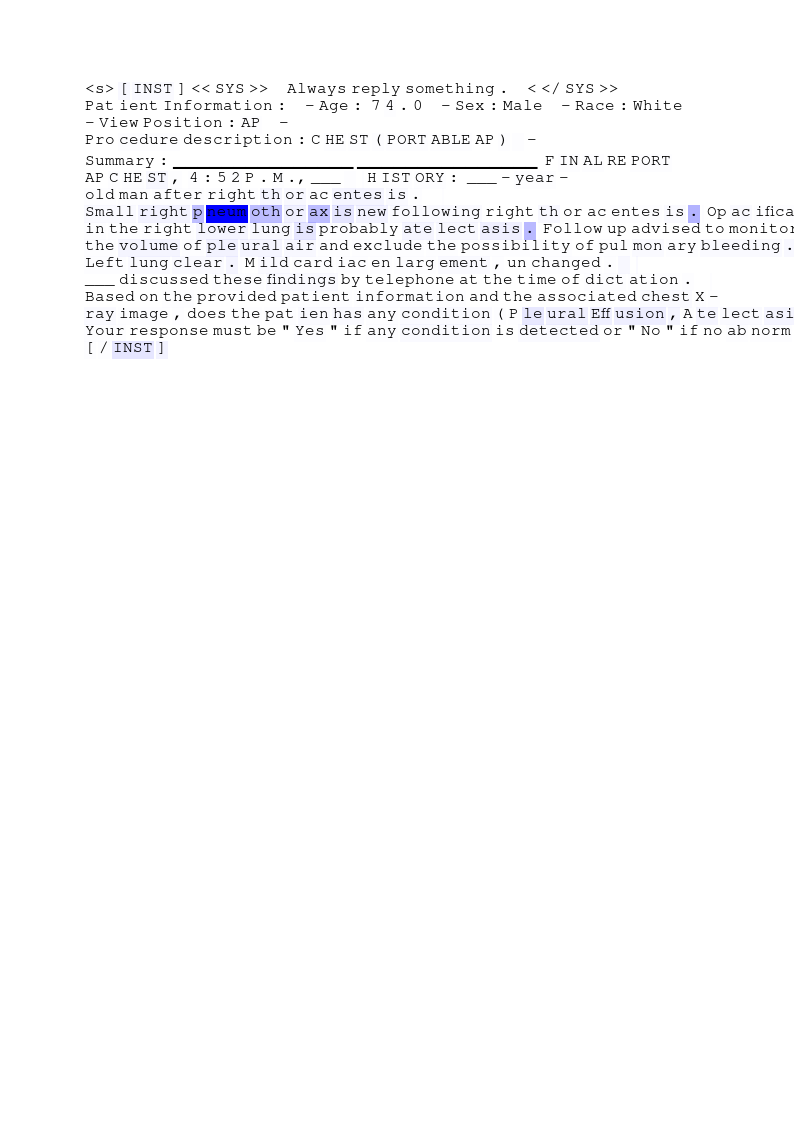 <s> [ INST ] << SYS >> Always reply something . < </ SYS >>
Pat ient Information : - Age : 7 4 . 0 - Sex : Male - Race : White
- View Position : AP -
Pro cedure description : C HE ST ( PORT ABLE AP ) -
Summary : ____________________ ____________________ F IN AL RE PORT
AP C HE ST , 4 : 5 2 P . M . , ___ H IST ORY : ___ - year -
old man after right th or ac entes is .
Small right p neum oth or ax is new following right th or ac entes is . Op ac ifica
in the right lower lung is probably ate lect asis . Follow up advised to monitor
the volume of ple ural air and exclude the possibility of pul mon ary bleeding .
Left lung clear . M ild card iac en larg ement , un changed .
___ discussed these findings by telephone at the time of dict ation .
Based on the provided patient information and the associated chest X -
ray image , does the pat ien has any condition ( P le ural Eff usion , A te lect asi
Your response must be " Yes " if any condition is detected or " No " if no ab norm
[ / INST ]